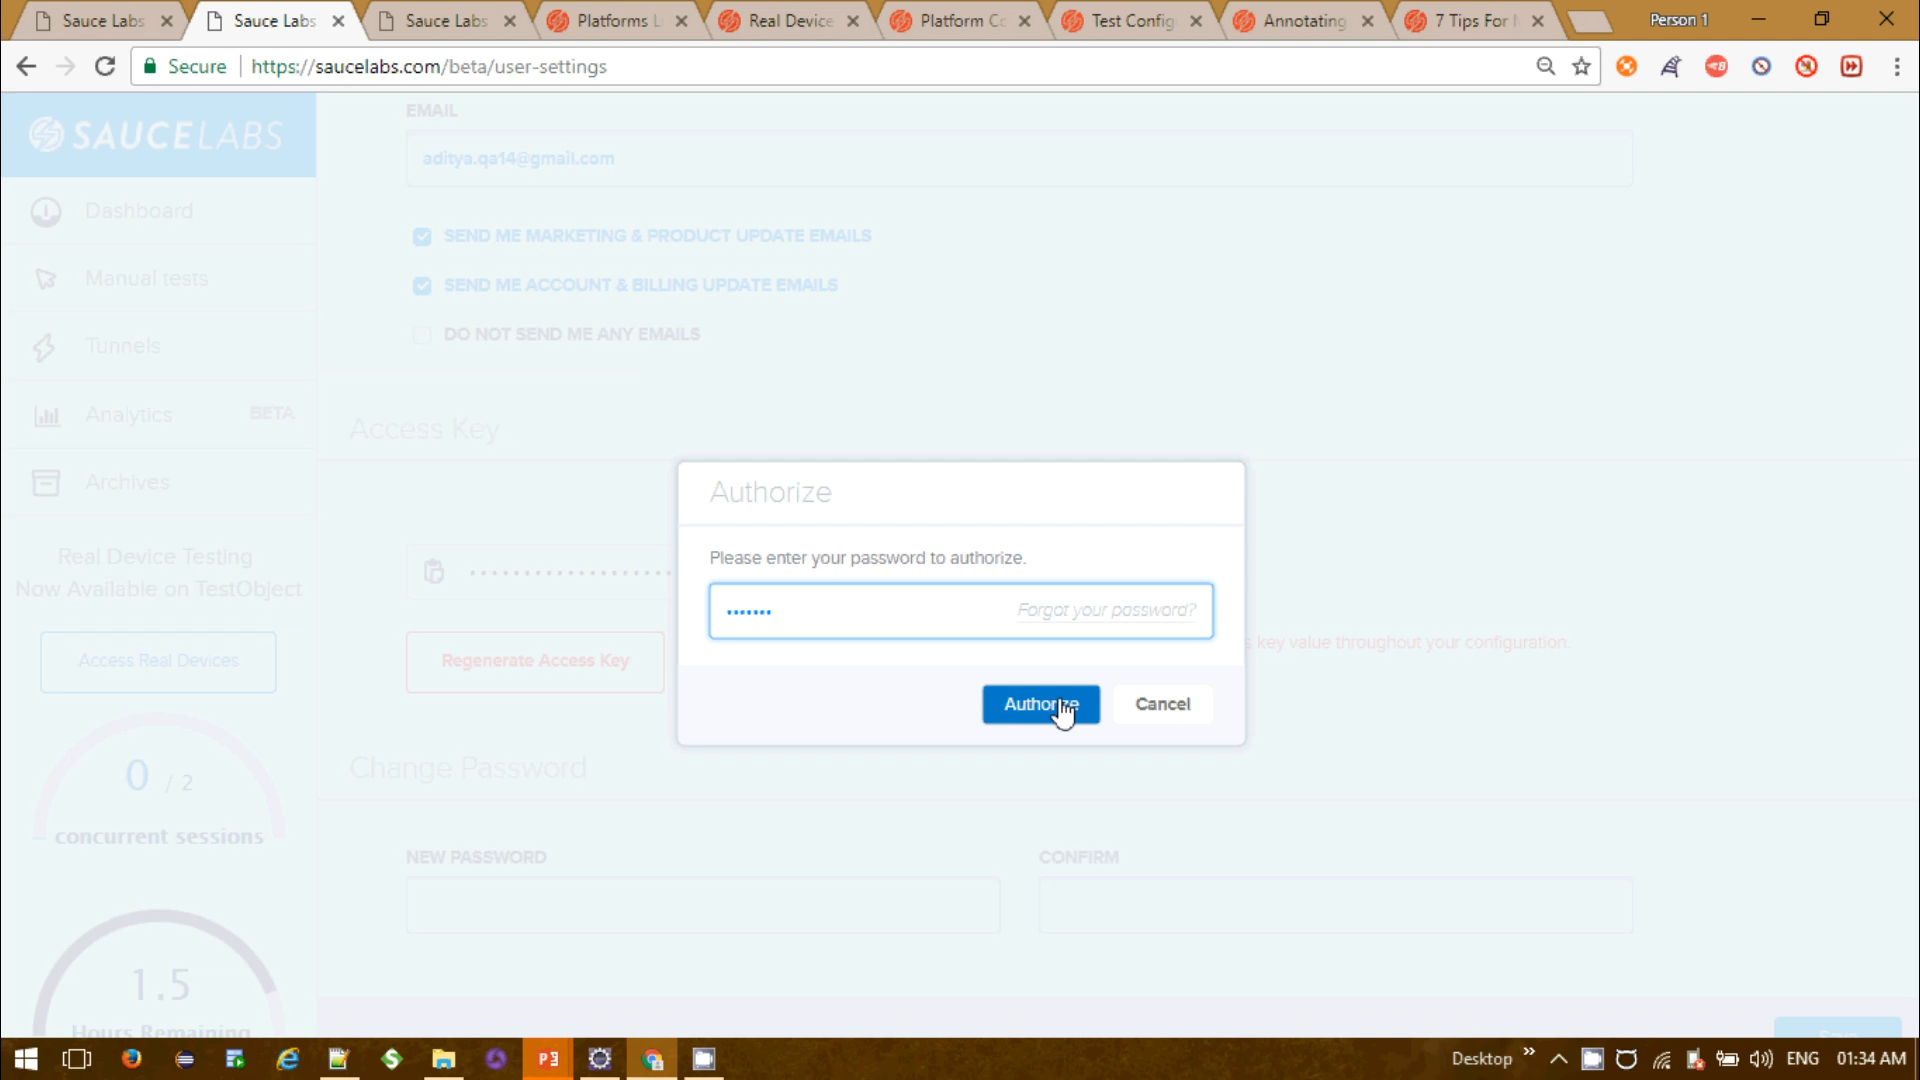 Sauce Labs
Sauce Labs
Sauce Labs
Platforms Li
Real Device
Platform Co
Test Config
Annotating
7 Tips For
Person 1
Secure
https://saucelabs.com/beta/user-settings
SAUCELABS
Dashboard
Manual tests
Tunnels
Analytics BETA
Archives
Real Device Testing
Now Available on TestObject
Access Real Devices
0 / 2
concurrent sessions
1.5
Hours Remaining
EMAIL
aditya.qa14@gmail.com
SEND ME MARKETING & PRODUCT UPDATE EMAILS
SEND ME ACCOUNT & BILLING UPDATE EMAILS
DO NOT SEND ME ANY EMAILS
Access Key
Regenerate Access Key
key value throughout your configuration.
Authorize
Please enter your password to authorize.
Forgot your password?
Authorize
Cancel
Change Password
NEW PASSWORD
CONFIRM
Save
P3
Desktop
ENG
01:34 AM